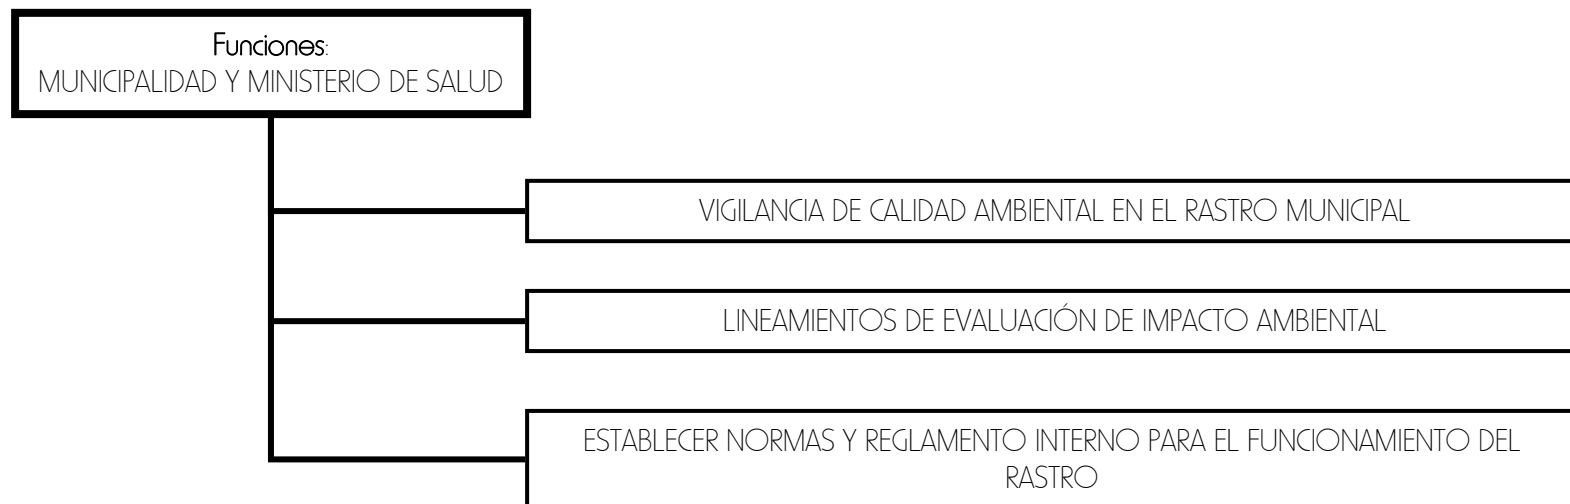 Funciones:
MUNICIPALIDAD Y MINISTERIO DE SALUD
VIGILANCIA DE CALIDAD AMBIENTAL EN EL RASTRO MUNICIPAL
LINEAMIENTOS DE EVALUACIÓN DE IMPACTO AMBIENTAL
ESTABLECER NORMAS Y REGLAMENTO INTERNO PARA EL FUNCIONAMIENTO DEL
RASTRO